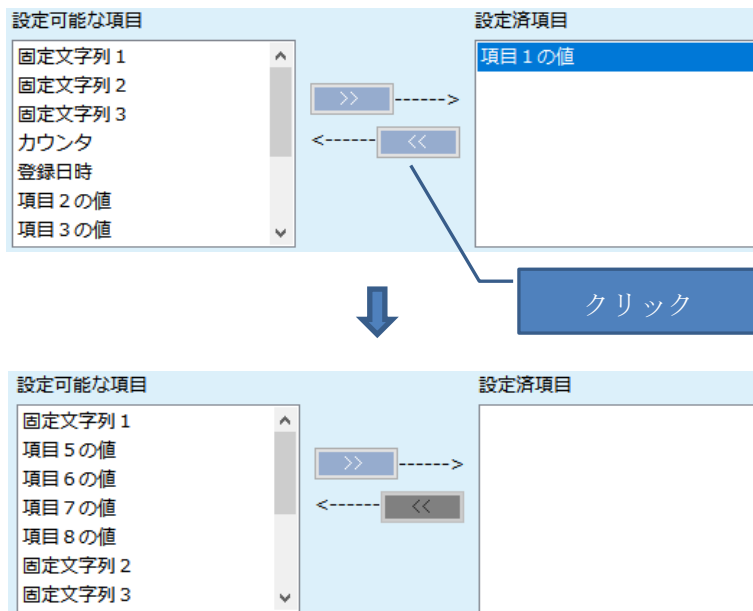 設定可能な項目
設定済項目
固定文字列1
固定文字列2
固定文字列3
カウンタ
登録日時
項目2の値
項目3の値
>> ------>
<------ <<
項目1の値
クリック
設定可能な項目
設定済項目
固定文字列1
項目5の値
項目6の値
項目7の値
項目8の値
固定文字列2
固定文字列3
>> ------>
<------ <<